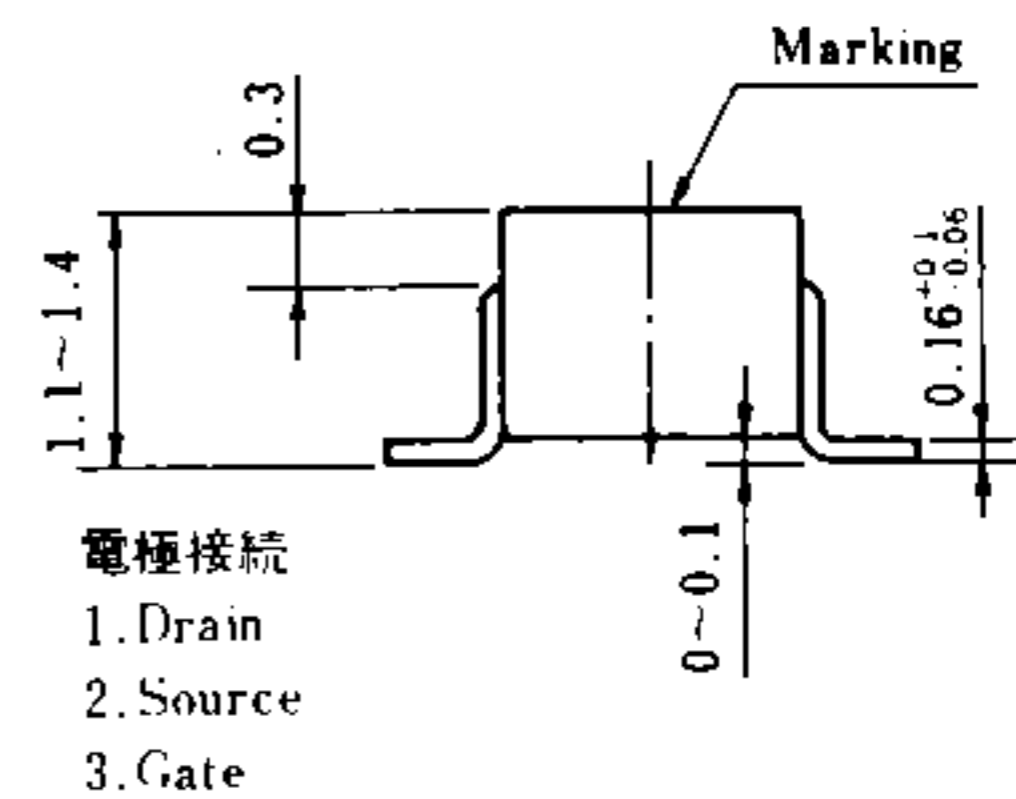 Marking
0.3
1.1~1.4
0.16 +0.1 -0.06
0~0.1
電極接続
1.Drain
2.Source
3.Gate